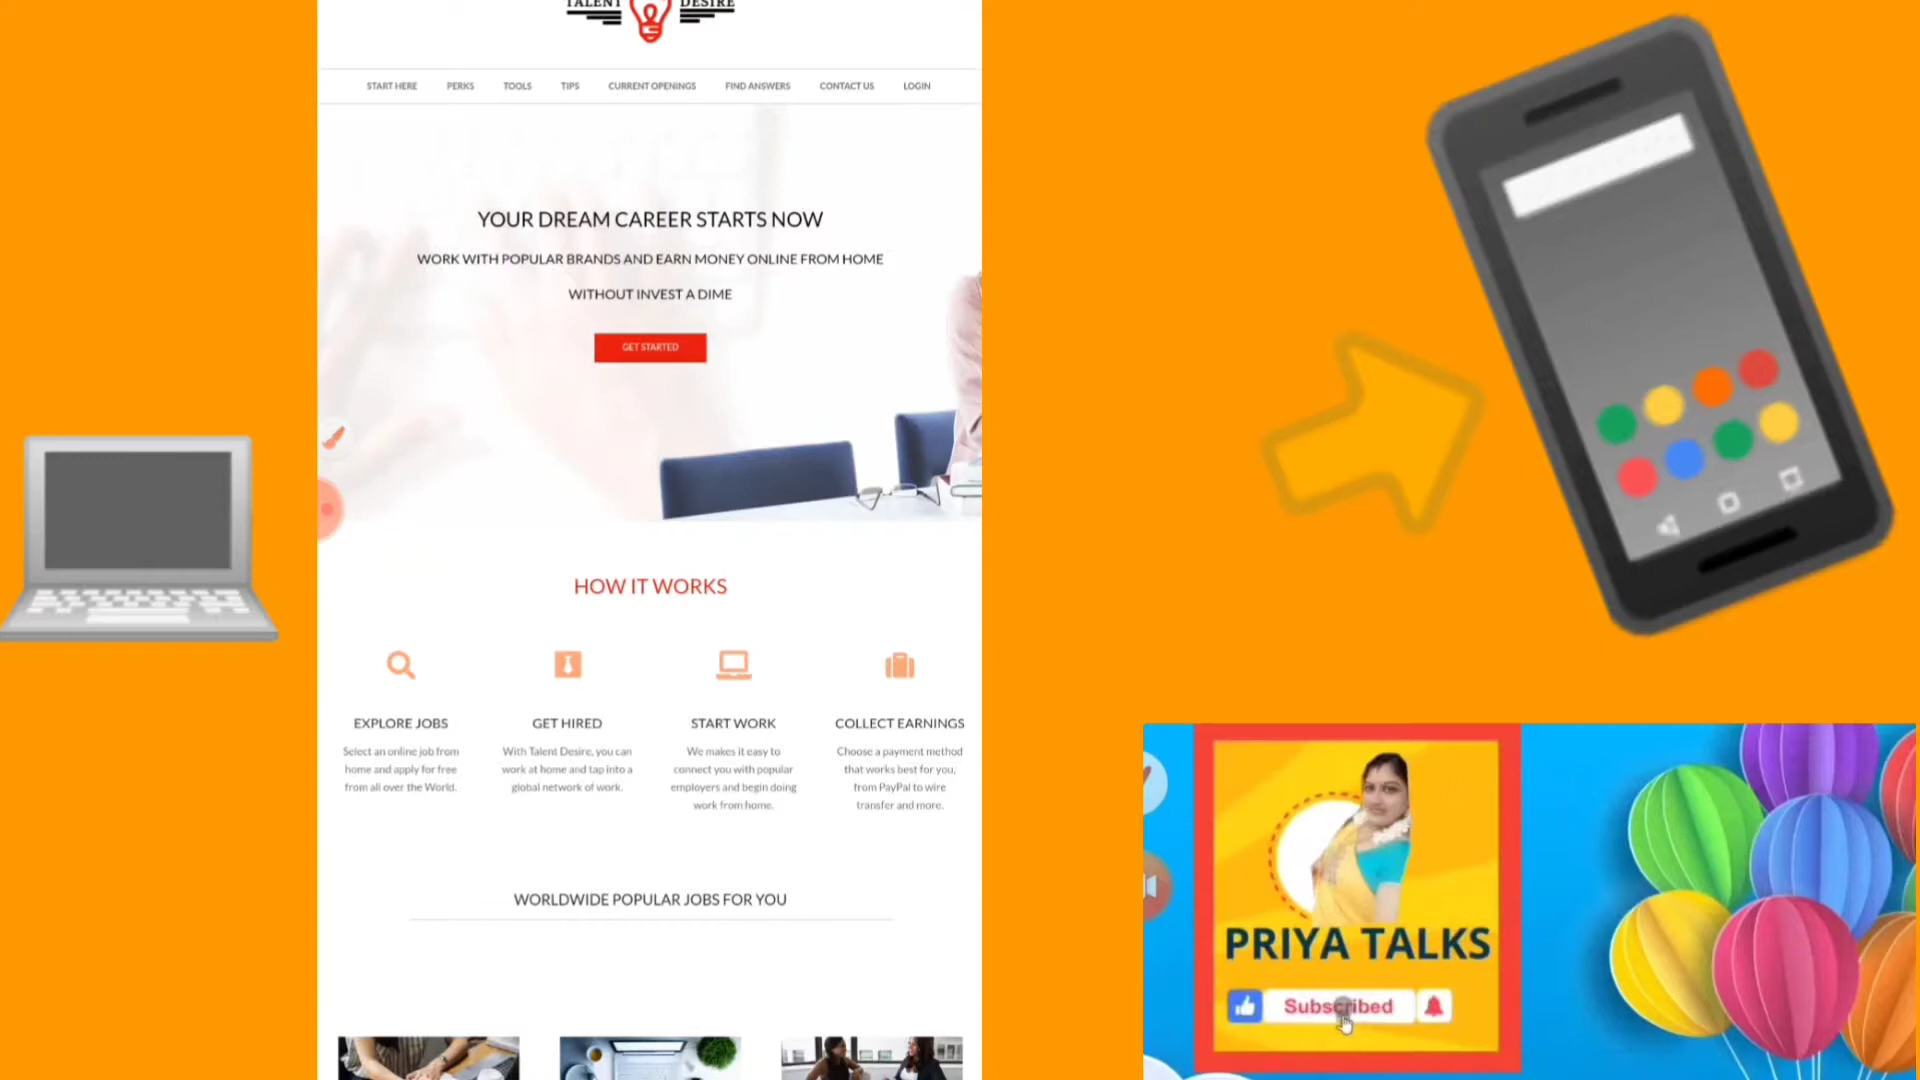 TALENT DESIRE
START HERE PERKS TOOLS TIPS CURRENT OPENINGS FIND ANSWERS CONTACT US LOGIN
YOUR DREAM CAREER STARTS NOW
WORK WITH POPULAR BRANDS AND EARN MONEY ONLINE FROM HOME
WITHOUT INVEST A DIME
GET STARTED
HOW IT WORKS
EXPLORE JOBS
Select an online job from
home and apply for free
from all over the World.
GET HIRED
With Talent Desire, you can
work at home and tap into a
global network of work.
START WORK
We makes it easy to
connect you with popular
employers and begin doing
work from home.
COLLECT EARNINGS
Choose a payment method
that works best for you,
from PayPal to wire
transfer and more.
WORLDWIDE POPULAR JOBS FOR YOU
PRIYA TALKS
Subscribed